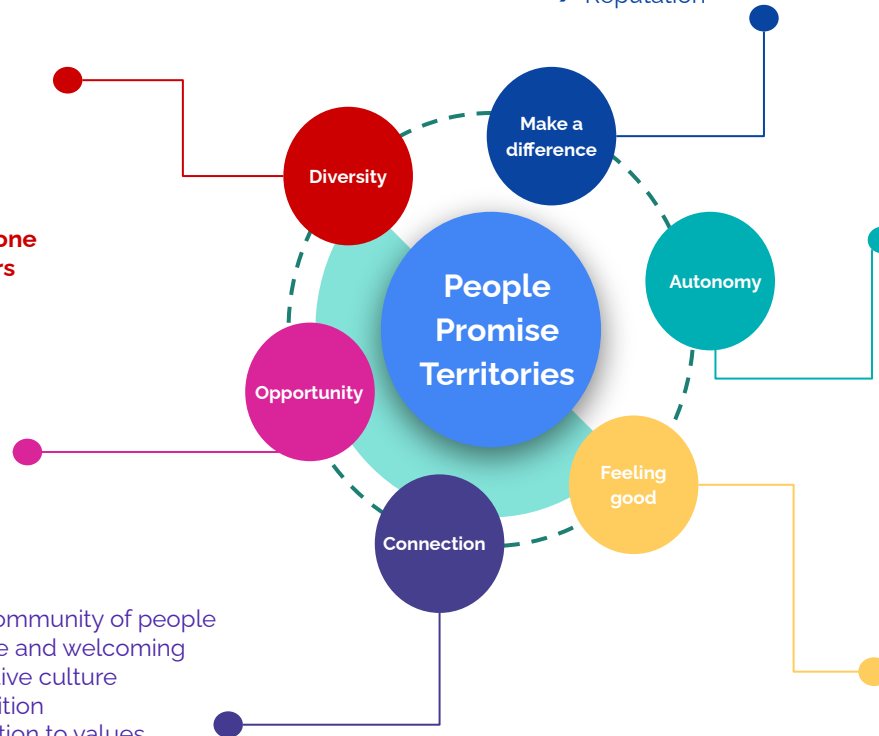 Reputation
Make a
difference
Diversity
one
rs
People
Promise
Territories
Autonomy
Opportunity
Feeling
good
Connection
ommunity of people
e and welcoming
tive culture
ition
tion to values